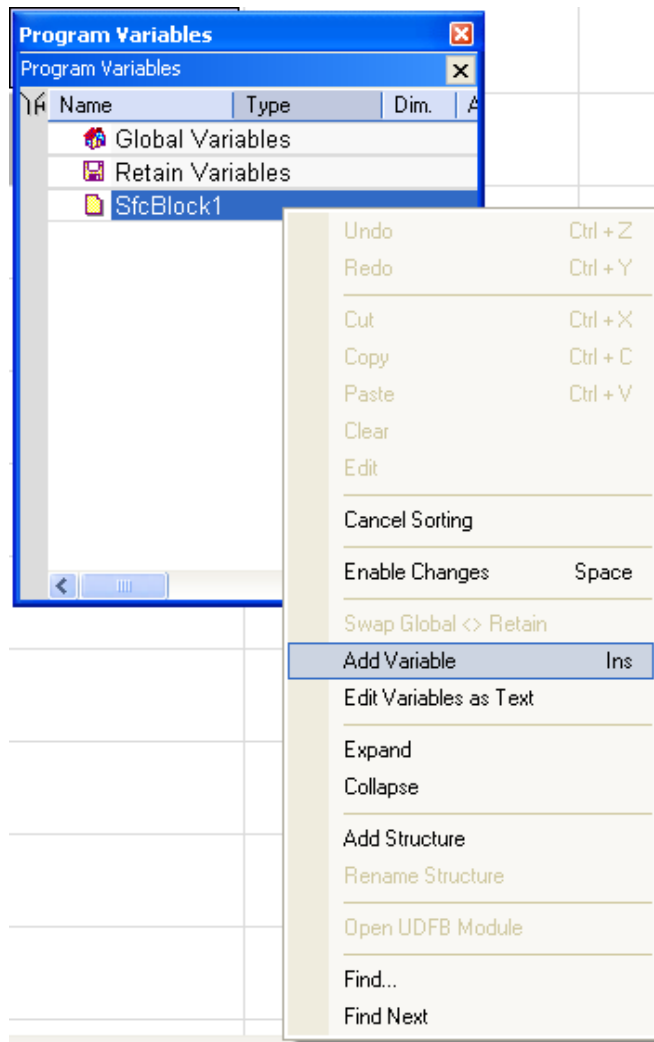 Program Variables
Program Variables
Name Type Dim. A
Global Variables
Retain Variables
SfcBlock1
Undo Ctrl + Z
Redo Ctrl + Y
Cut Ctrl + X
Copy Ctrl + C
Paste Ctrl + V
Clear
Edit
Cancel Sorting
Enable Changes Space
Swap Global <> Retain
Add Variable Ins
Edit Variables as Text
Expand
Collapse
Add Structure
Rename Structure
Open UDFB Module
Find...
Find Next